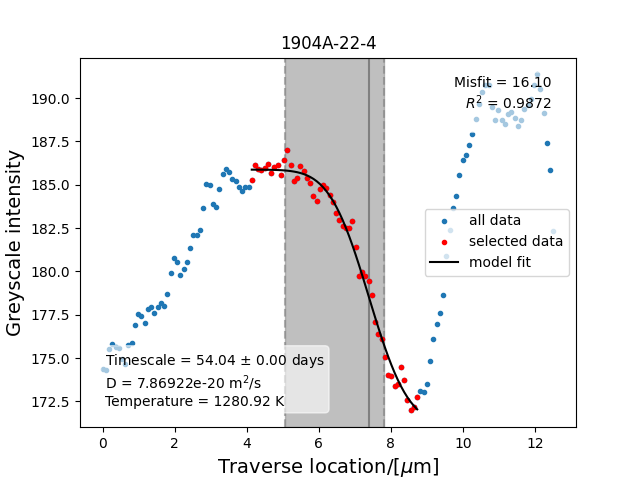 1904A-22-4
Misfit = 16.10
R² = 0.9872
Greyscale intensity
190.0
187.5
185.0
182.5
180.0
177.5
175.0
172.5
all data
selected data
model fit
Timescale = 54.04 ± 0.00 days
D = 7.86922e-20 m²/s
Temperature = 1280.92 K
0 2 4 6 8 10 12
Traverse location/[μm]